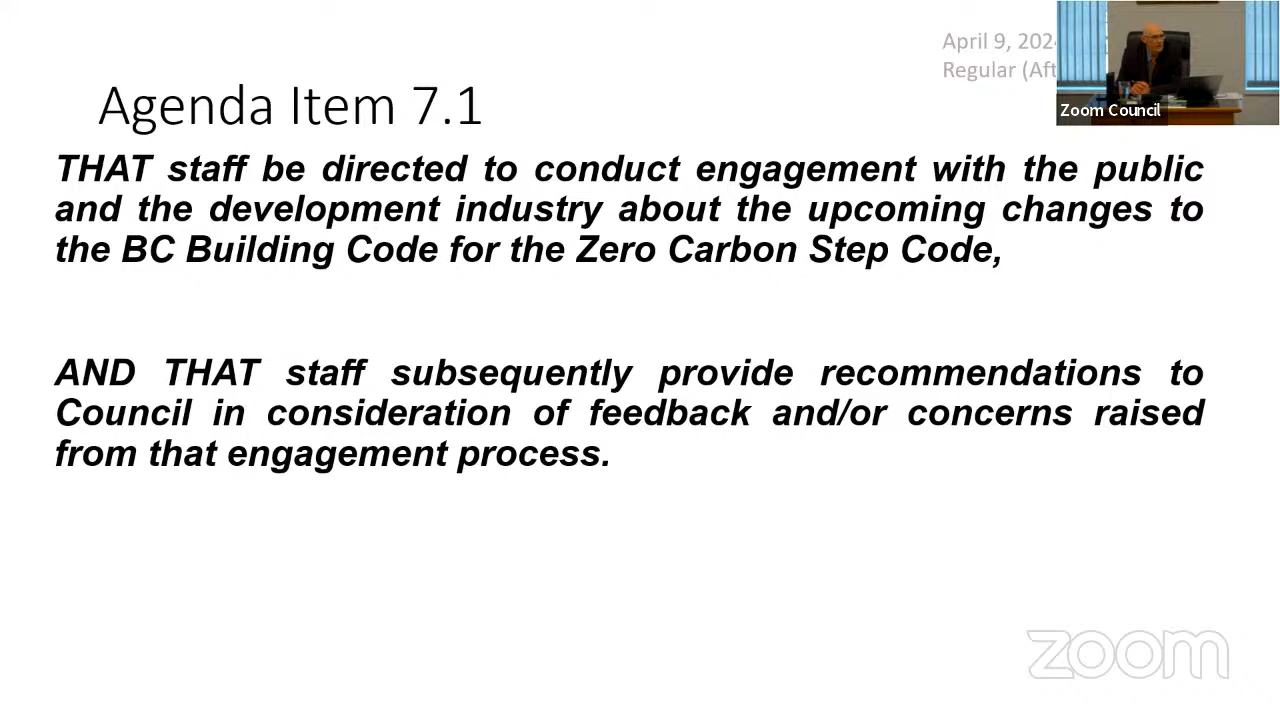 April 9, 202
Regular (Aft
Zoom Council
Agenda Item 7.1
THAT staff be directed to conduct engagement with the public
and the development industry about the upcoming changes to
the BC Building Code for the Zero Carbon Step Code,
AND THAT staff subsequently provide recommendations to
Council in consideration of feedback and/or concerns raised
from that engagement process.
zoom